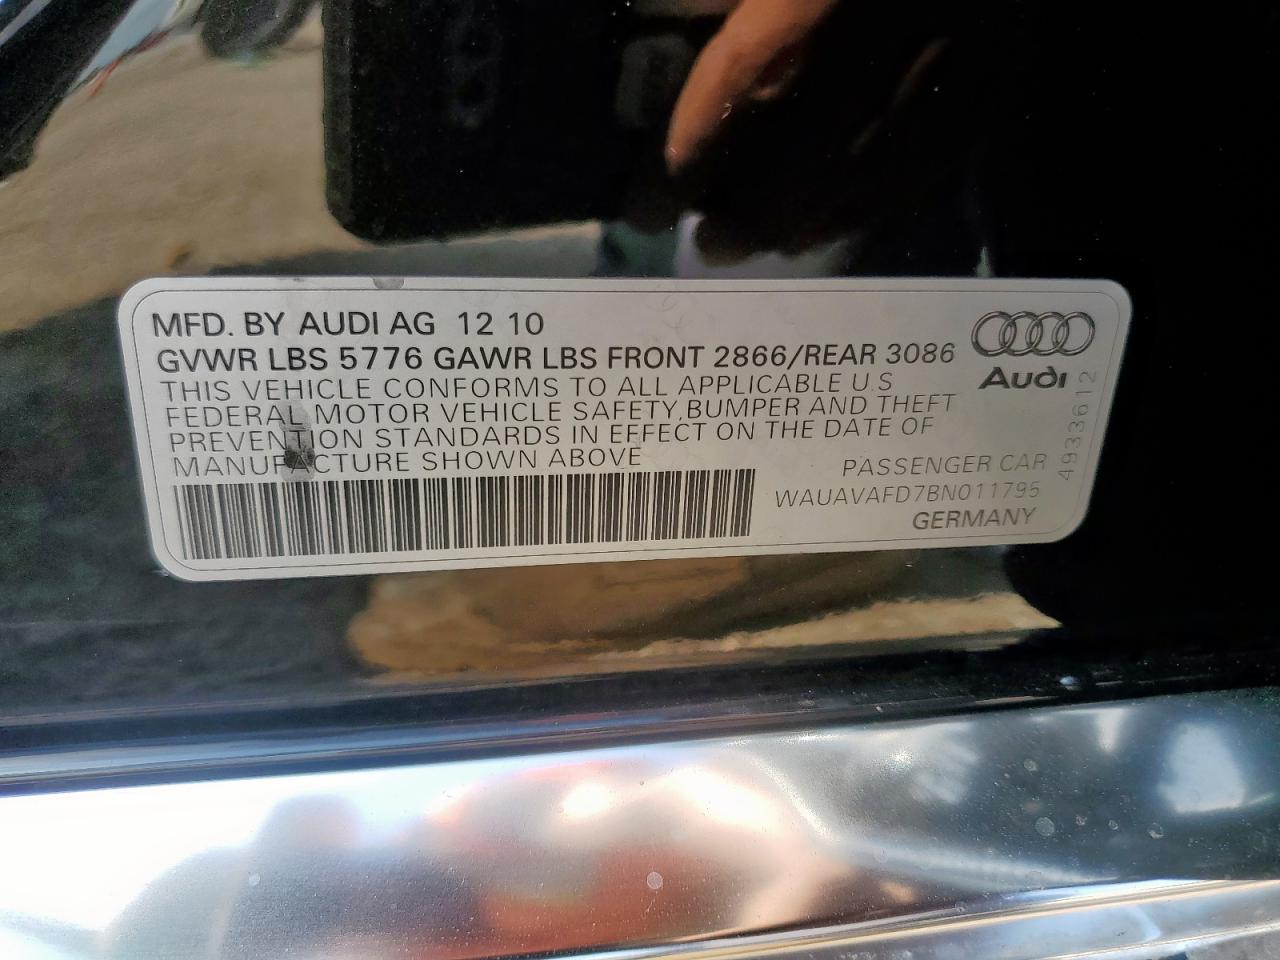 MFD. BY AUDI AG 12 10
GVWR LBS 5776 GAWR LBS FRONT 2866/REAR 3086
THIS VEHICLE CONFORMS TO ALL APPLICABLE U.S
FEDERAL MOTOR VEHICLE SAFETY, BUMPER AND THEFT
PREVENTION STANDARDS IN EFFECT ON THE DATE OF
MANUFACTURE SHOWN ABOVE
PASSENGER CAR
WAUAVAFD7BN011795
GERMANY
Audi
4933612